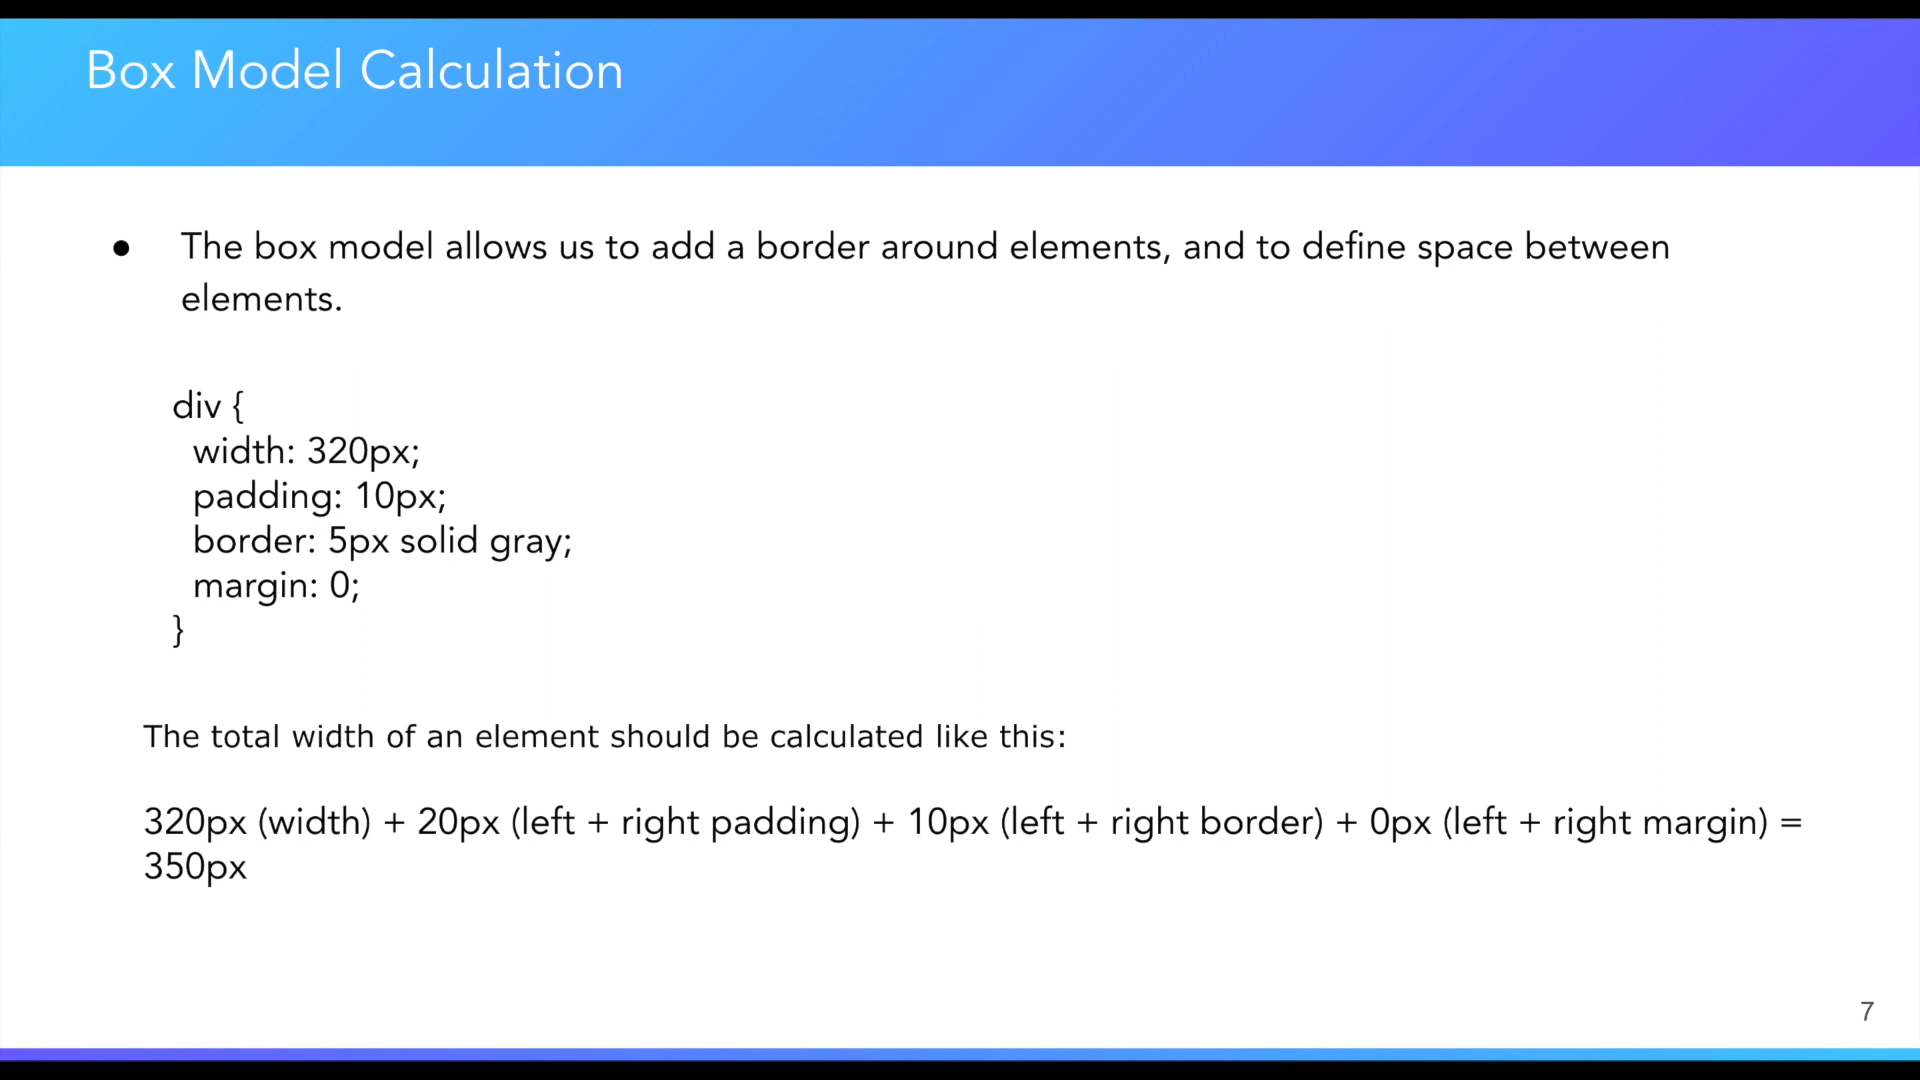 Box Model Calculation
● The box model allows us to add a border around elements, and to define space between
elements.
div {
width: 320px;
padding: 10px;
border: 5px solid gray;
margin: 0;
}
The total width of an element should be calculated like this:
320px (width) + 20px (left + right padding) + 10px (left + right border) + 0px (left + right margin) =
350px
7